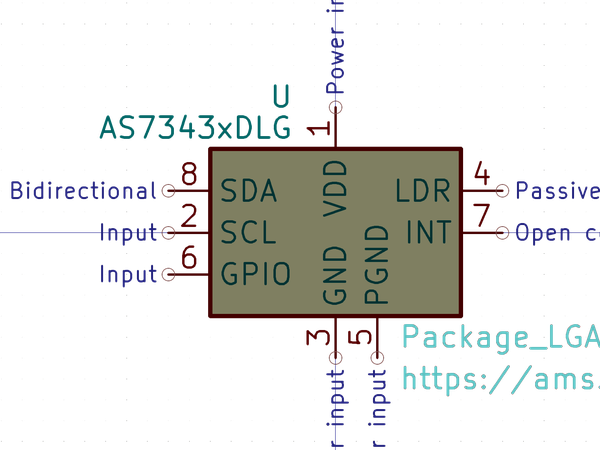 Power in
U
AS7343xDLG
1
8
Bidirectional
SDA
VDD
LDR
4
Passive
2
Input
SCL
INT
7
Open c
6
Input
GPIO
GND
PGND
3
5
Package_LGA
https://ams.
r input
r input